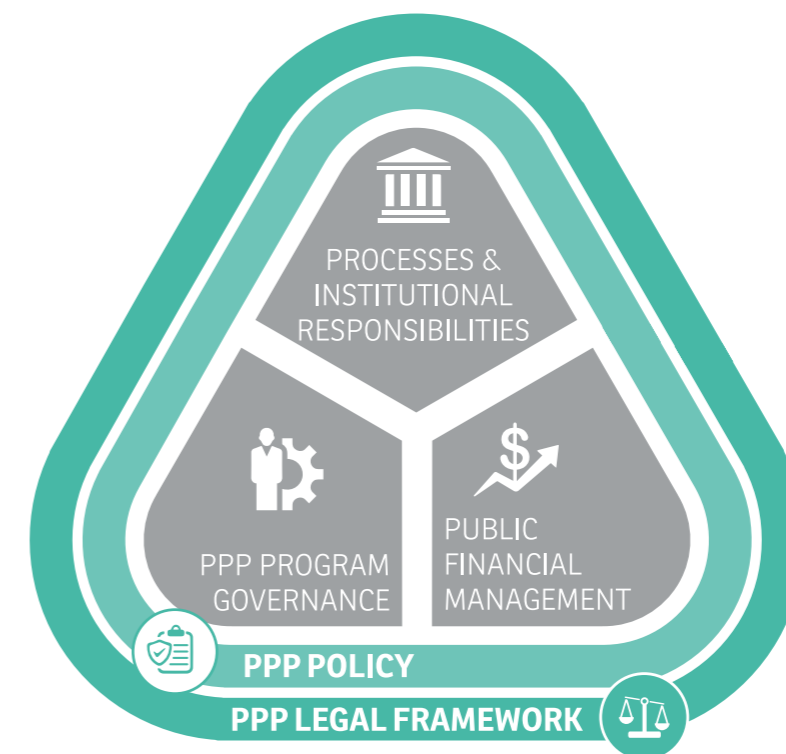 PROCESSES &
INSTITUTIONAL
RESPONSIBILITIES
PPP PROGRAM
GOVERNANCE
PUBLIC
FINANCIAL
MANAGEMENT
PPP POLICY
PPP LEGAL FRAMEWORK